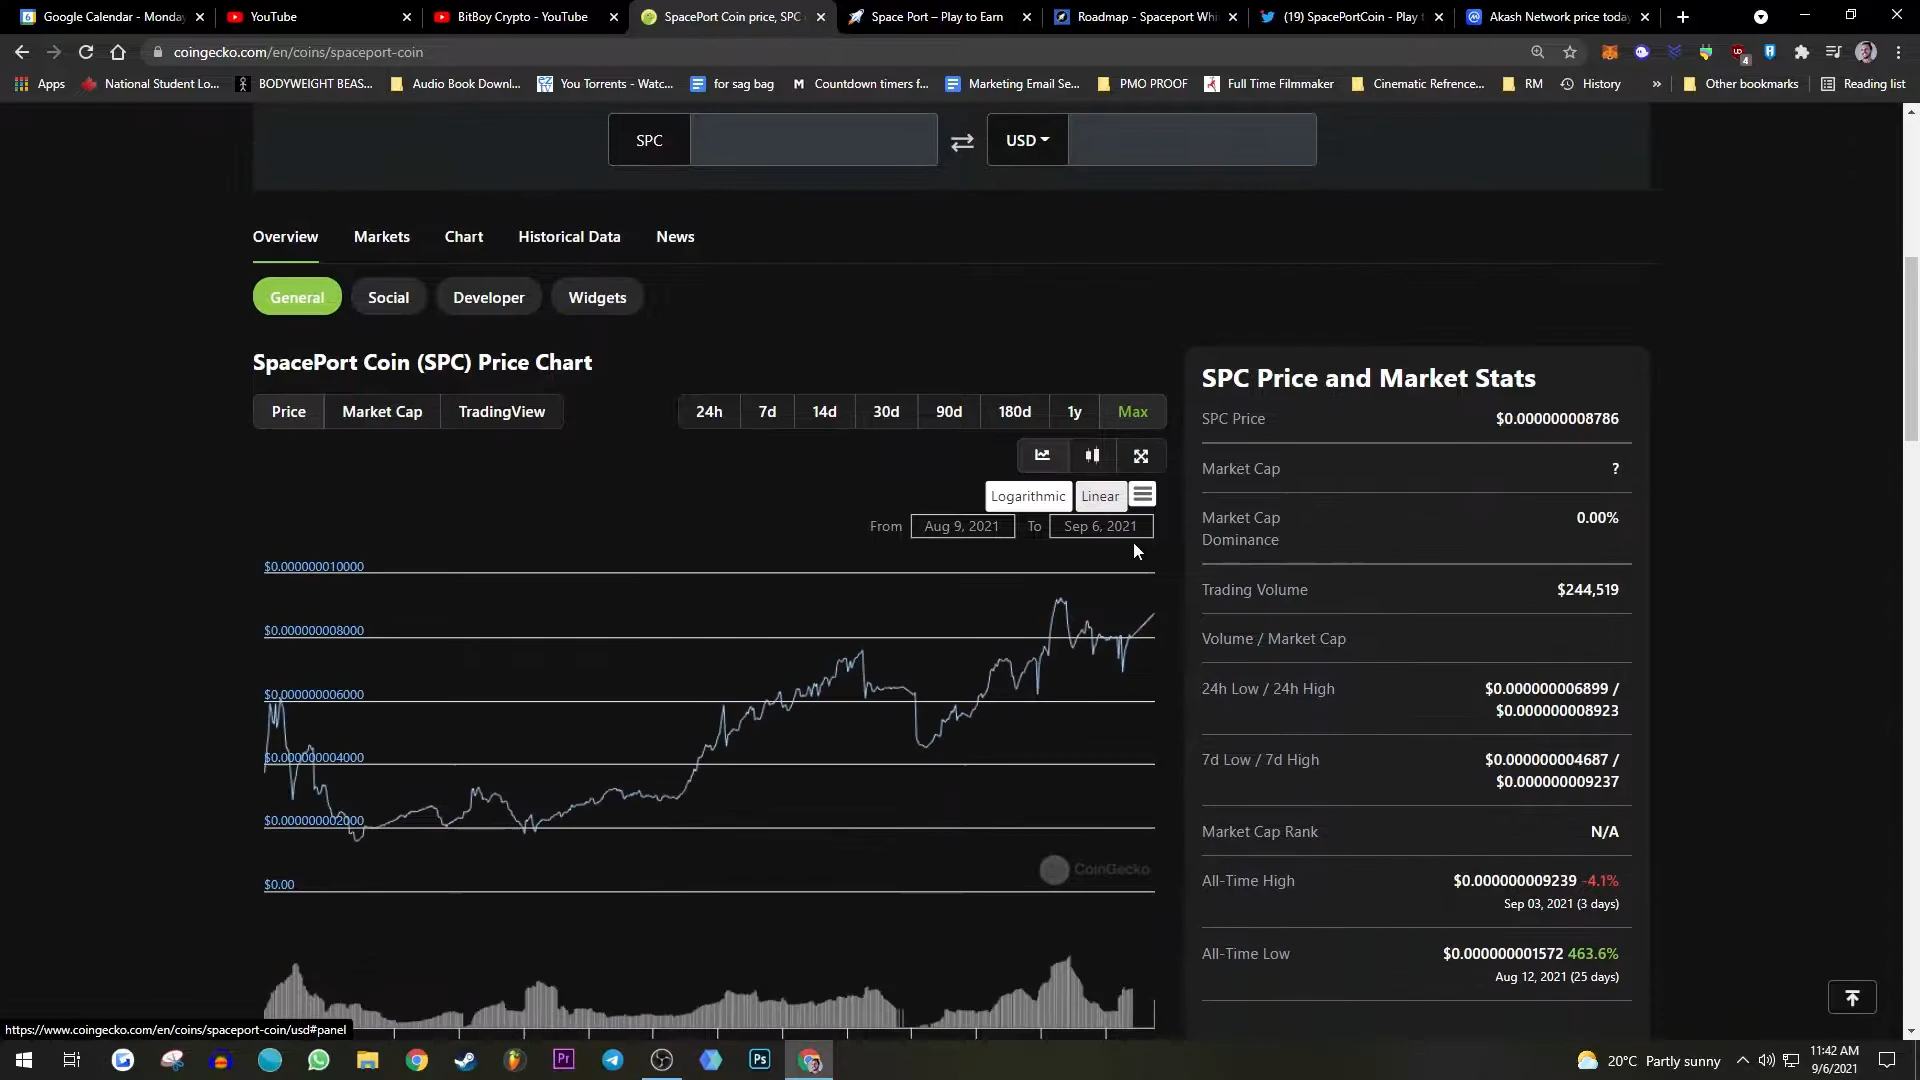 Google Calendar - Monday
YouTube
BitBoy Crypto - YouTube
SpacePort Coin price, SPC
Space Port – Play to Earn
Roadmap - Spaceport Whi
(19) SpacePortCoin - Play
Akash Network price today
coingecko.com/en/coins/spaceport-coin
4
Apps
National Student Lo...
BODYWEIGHT BEAS...
Audio Book Downl...
You Torrents - Watc...
for sag bag
Countdown timers f...
Marketing Email Se...
PMO PROOF
Full Time Filmmaker
Cinematic Refrence...
RM
History
»
Other bookmarks
Reading list
SPC
USD
Overview
Markets
Chart
Historical Data
News
General
Social
Developer
Widgets
SpacePort Coin (SPC) Price Chart
Price
Market Cap
TradingView
24h
7d
14d
30d
90d
180d
1y
Max
Logarithmic
Linear
From
Aug 9, 2021
To
Sep 6, 2021
$0.000000010000
$0.000000008000
$0.000000006000
$0.000000004000
$0.000000002000
$0.00
CoinGecko
SPC Price and Market Stats
SPC Price $0.000000008786
Market Cap ?
Market Cap 0.00%
Dominance
Trading Volume $244,519
Volume / Market Cap
24h Low / 24h High $0.000000006899 /
$0.000000008923
7d Low / 7d High $0.000000004687 /
$0.000000009237
Market Cap Rank N/A
All-Time High $0.000000009239 -4.1%
Sep 03, 2021 (3 days)
All-Time Low $0.000000001572 463.6%
Aug 12, 2021 (25 days)
https://www.coingecko.com/en/coins/spaceport-coin/usd#panel
Pr
Ps
20°C Partly sunny
11:42 AM
9/6/2021